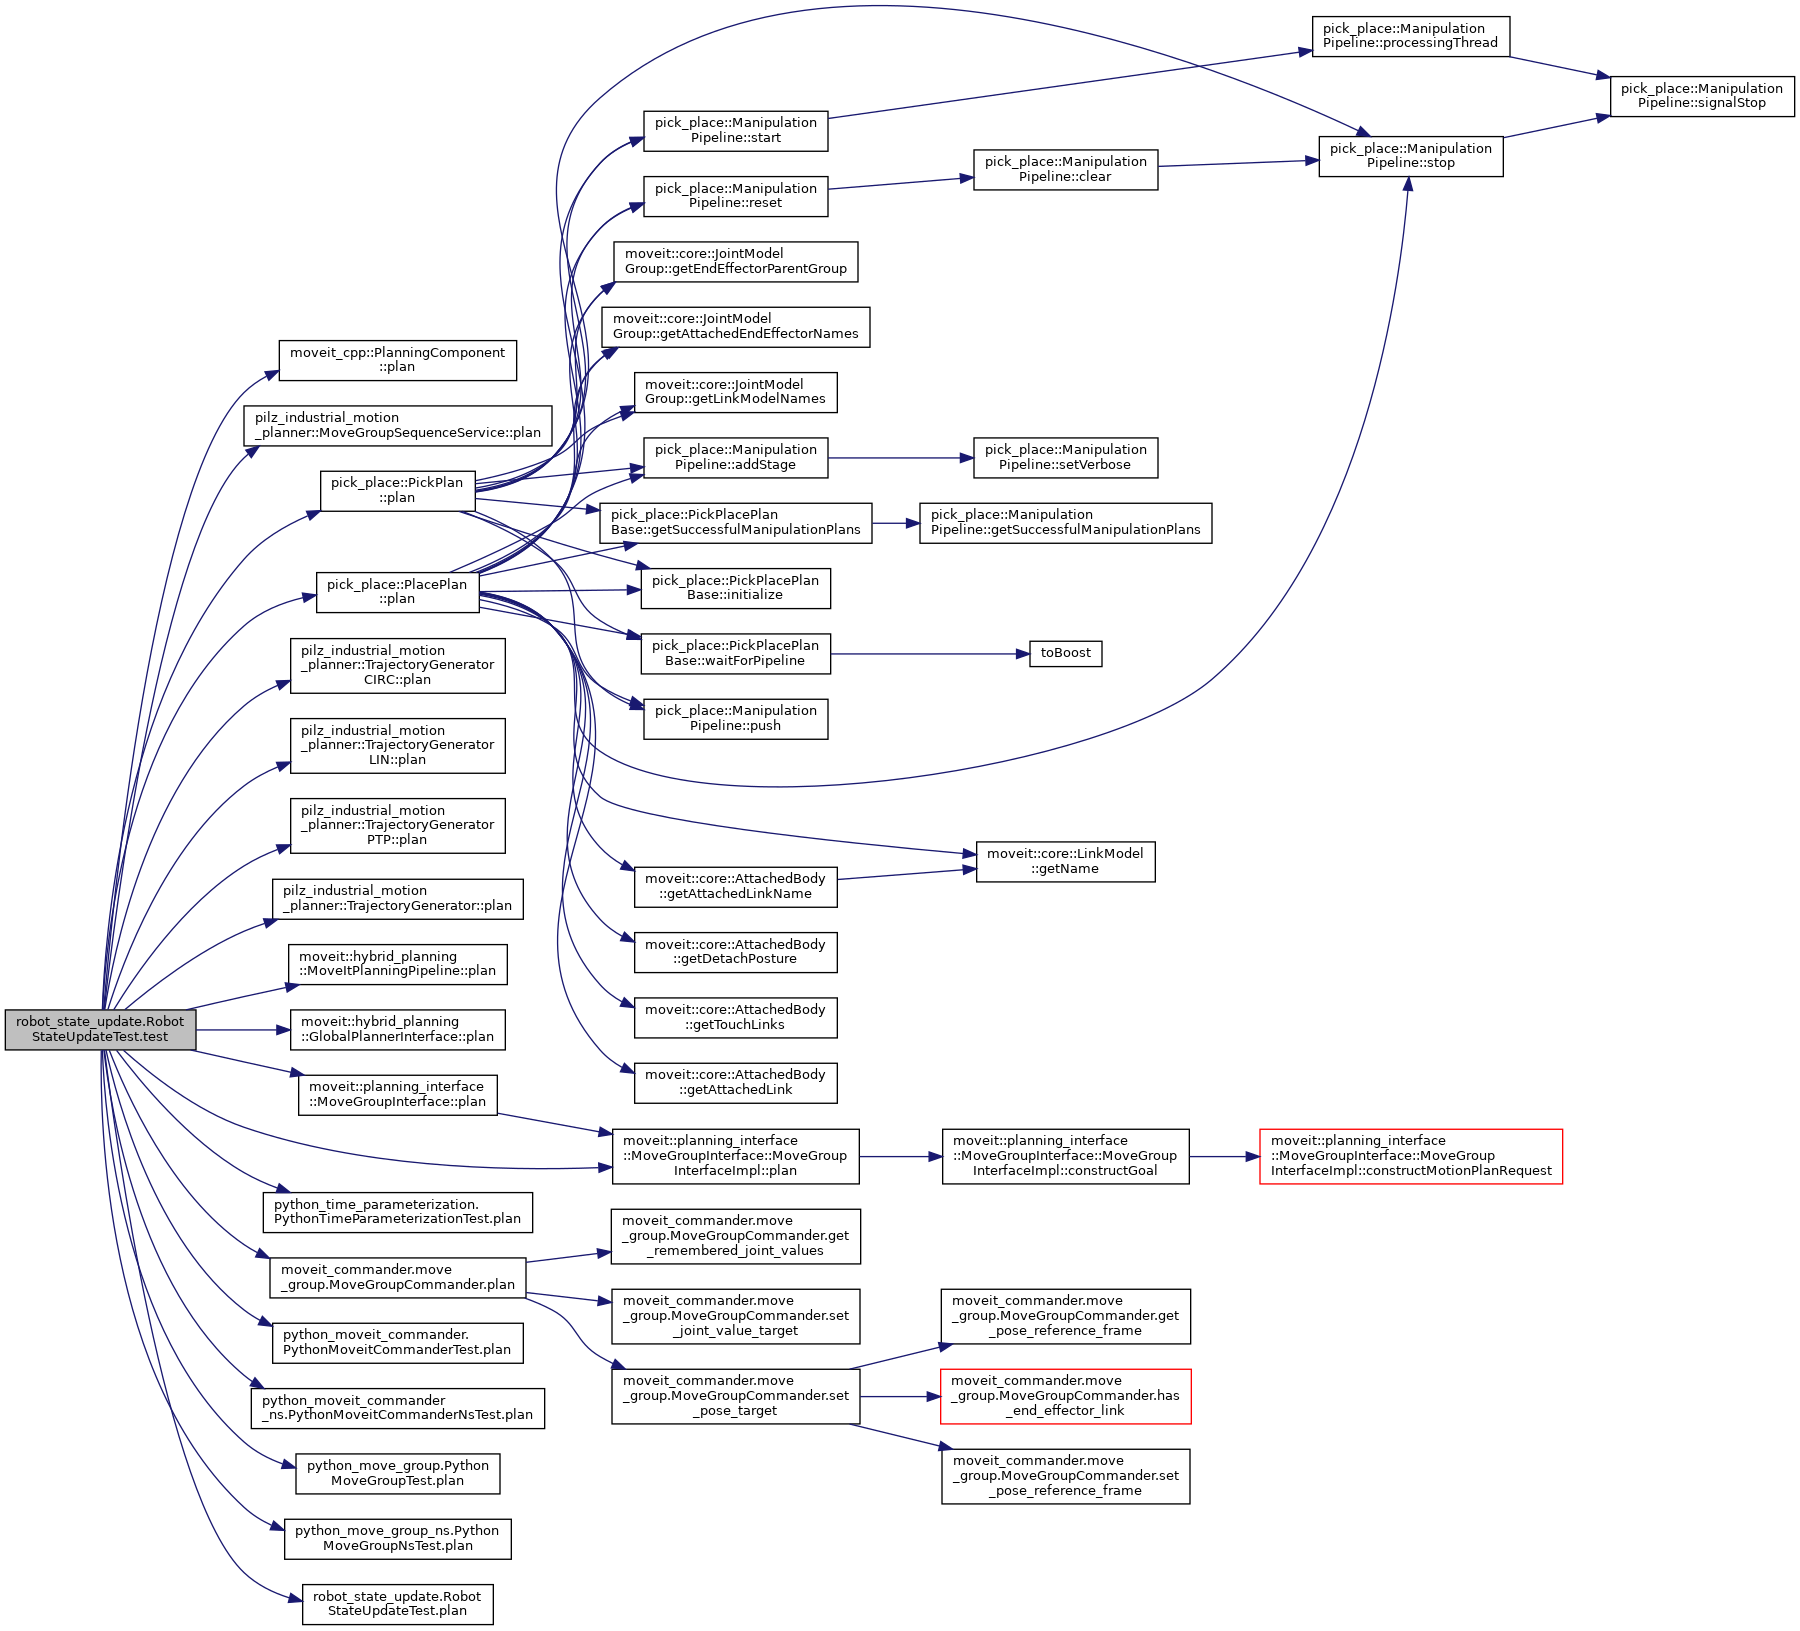 robot_state_update.Robot
StateUpdateTest.test
moveit_cpp::PlanningComponent
::plan
pilz_industrial_motion
_planner::MoveGroupSequenceService::plan
pick_place::PickPlan
::plan
pick_place::PlacePlan
::plan
pilz_industrial_motion
_planner::TrajectoryGenerator
CIRC::plan
pilz_industrial_motion
_planner::TrajectoryGenerator
LIN::plan
pilz_industrial_motion
_planner::TrajectoryGenerator
PTP::plan
pilz_industrial_motion
_planner::TrajectoryGenerator::plan
moveit::hybrid_planning
::MoveItPlanningPipeline::plan
moveit::hybrid_planning
::GlobalPlannerInterface::plan
moveit::planning_interface
::MoveGroupInterface::plan
python_time_parameterization.
PythonTimeParameterizationTest.plan
moveit_commander.move
_group.MoveGroupCommander.plan
python_moveit_commander.
PythonMoveitCommanderTest.plan
python_moveit_commander
_ns.PythonMoveitCommanderNsTest.plan
python_move_group.Python
MoveGroupTest.plan
python_move_group_ns.Python
MoveGroupNsTest.plan
robot_state_update.Robot
StateUpdateTest.plan
pick_place::Manipulation
Pipeline::start
pick_place::Manipulation
Pipeline::reset
moveit::core::JointModel
Group::getEndEffectorParentGroup
moveit::core::JointModel
Group::getAttachedEndEffectorNames
moveit::core::JointModel
Group::getLinkModelNames
pick_place::Manipulation
Pipeline::addStage
pick_place::PickPlacePlan
Base::getSuccessfulManipulationPlans
pick_place::PickPlacePlan
Base::initialize
pick_place::PickPlacePlan
Base::waitForPipeline
pick_place::Manipulation
Pipeline::push
moveit::core::AttachedBody
::getAttachedLinkName
moveit::core::AttachedBody
::getDetachPosture
moveit::core::AttachedBody
::getTouchLinks
moveit::core::AttachedBody
::getAttachedLink
moveit::planning_interface
::MoveGroupInterface::MoveGroup
InterfaceImpl::plan
moveit_commander.move
_group.MoveGroupCommander.get
_remembered_joint_values
moveit_commander.move
_group.MoveGroupCommander.set
_joint_value_target
moveit_commander.move
_group.MoveGroupCommander.set
_pose_target
pick_place::Manipulation
Pipeline::clear
pick_place::Manipulation
Pipeline::setVerbose
pick_place::Manipulation
Pipeline::getSuccessfulManipulationPlans
toBoost
moveit::core::LinkModel
::getName
moveit::planning_interface
::MoveGroupInterface::MoveGroup
InterfaceImpl::constructGoal
moveit_commander.move
_group.MoveGroupCommander.get
_pose_reference_frame
moveit_commander.move
_group.MoveGroupCommander.has
_end_effector_link
moveit_commander.move
_group.MoveGroupCommander.set
_pose_reference_frame
pick_place::Manipulation
Pipeline::processingThread
pick_place::Manipulation
Pipeline::stop
moveit::planning_interface
::MoveGroupInterface::MoveGroup
InterfaceImpl::constructMotionPlanRequest
pick_place::Manipulation
Pipeline::signalStop